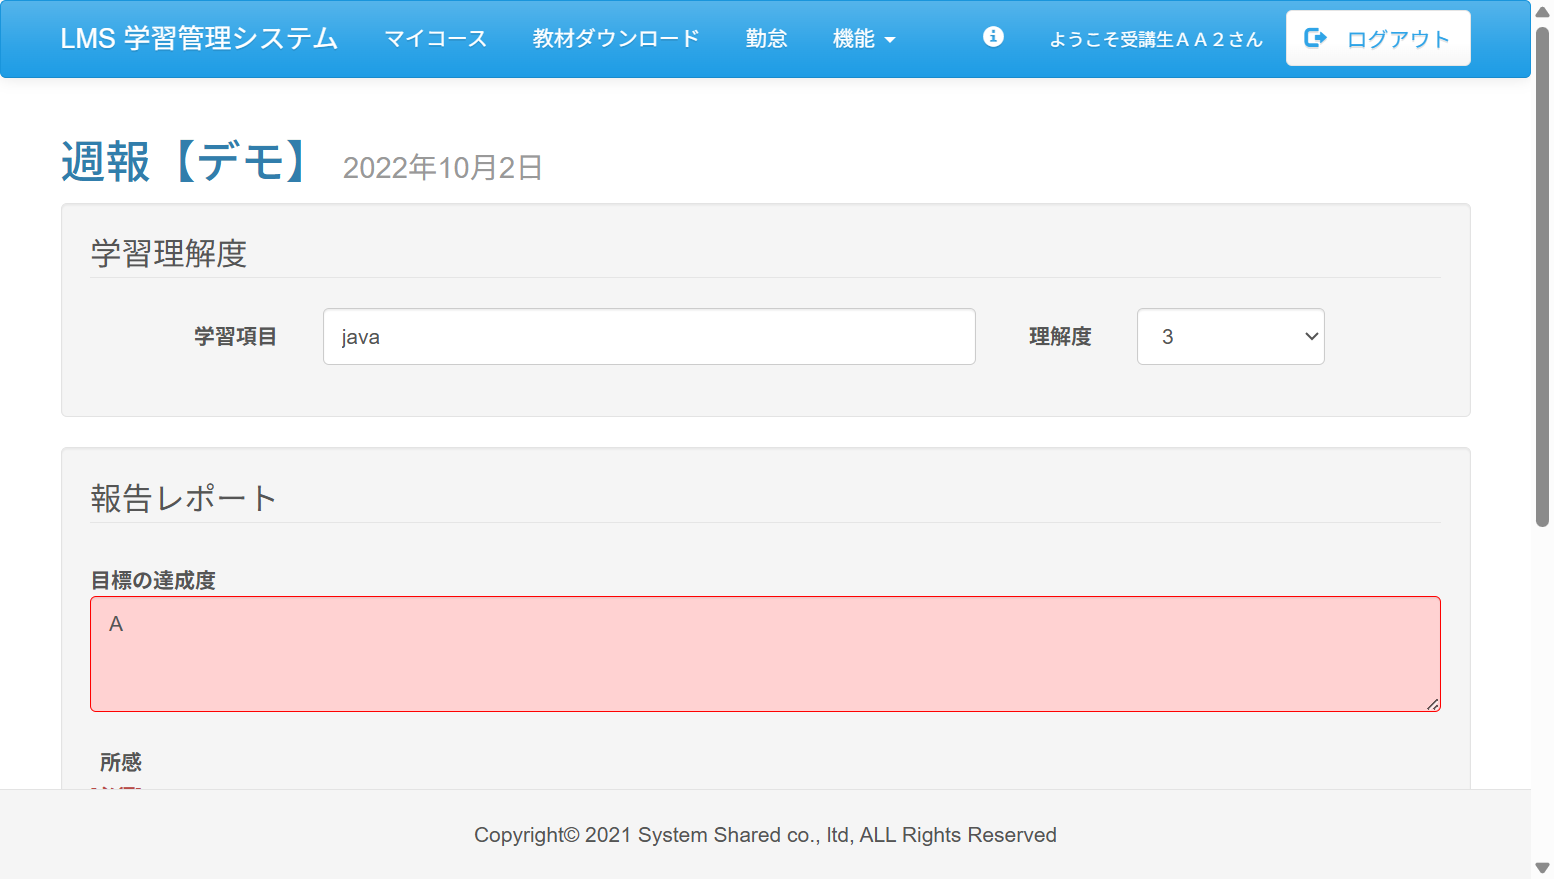 LMS 学習管理システム マイコース 教材ダウンロード 勤怠 機能 ようこそ受講生ＡＡ２さん ログアウト
週報【デモ】 2022年10月2日
学習理解度
学習項目 java 理解度 3
報告レポート
目標の達成度
A
所感
Copyright© 2021 System Shared co., ltd, ALL Rights Reserved